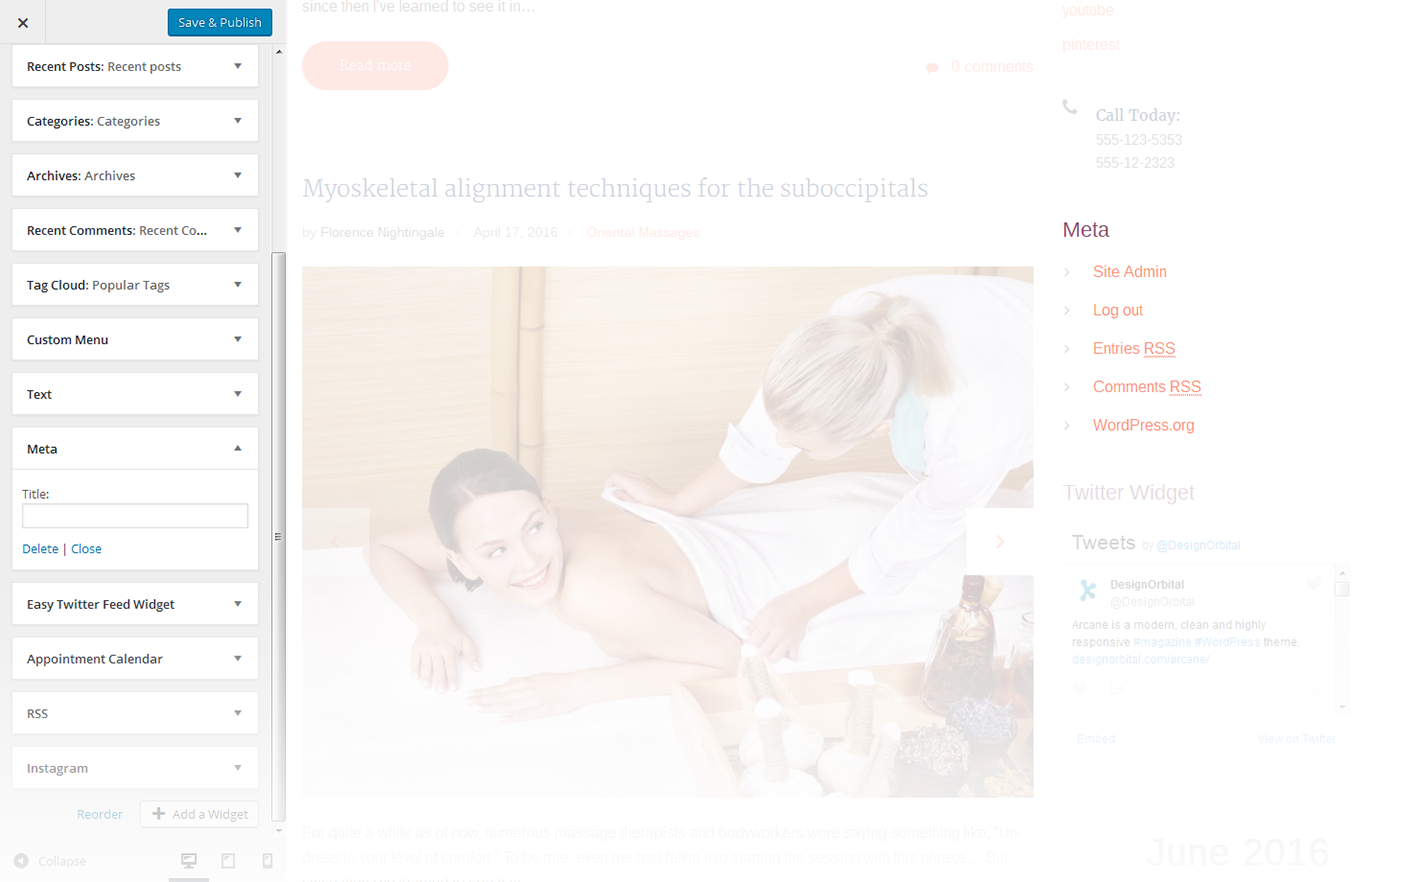 Save & Publish
Recent Posts: Recent posts
Categories: Categories
Archives: Archives
Recent Comments: Recent Co...
Tag Cloud: Popular Tags
Custom Menu
Text
Meta
Title:
Delete | Close
Easy Twitter Feed Widget
Appointment Calendar
RSS
Instagram
Reorder
Add a Widget
Collapse
since then I've learned to see it in…
Read more
0 comments
Myoskeletal alignment techniques for the suboccipitals
by Florence Nightingale
April 17, 2016
Oriental Massages
For quite a while as of now, numerous massage therapists and bodyworkers were saying something like, "Un-
dress to your level of comfort." To be true, even me had fallen into starting the session with this phrase… But
youtube
pinterest
Call Today:
555-123-5353
555-12-2323
Meta
Site Admin
Log out
Entries RSS
Comments RSS
WordPress.org
Twitter Widget
Tweets by @DesignOrbital
DesignOrbital
@DesignOrbital
Arcane is a modern, clean and highly
responsive #magazine #WordPress theme.
designorbital.com/arcane/
Embed
View on Twitter
June 2016